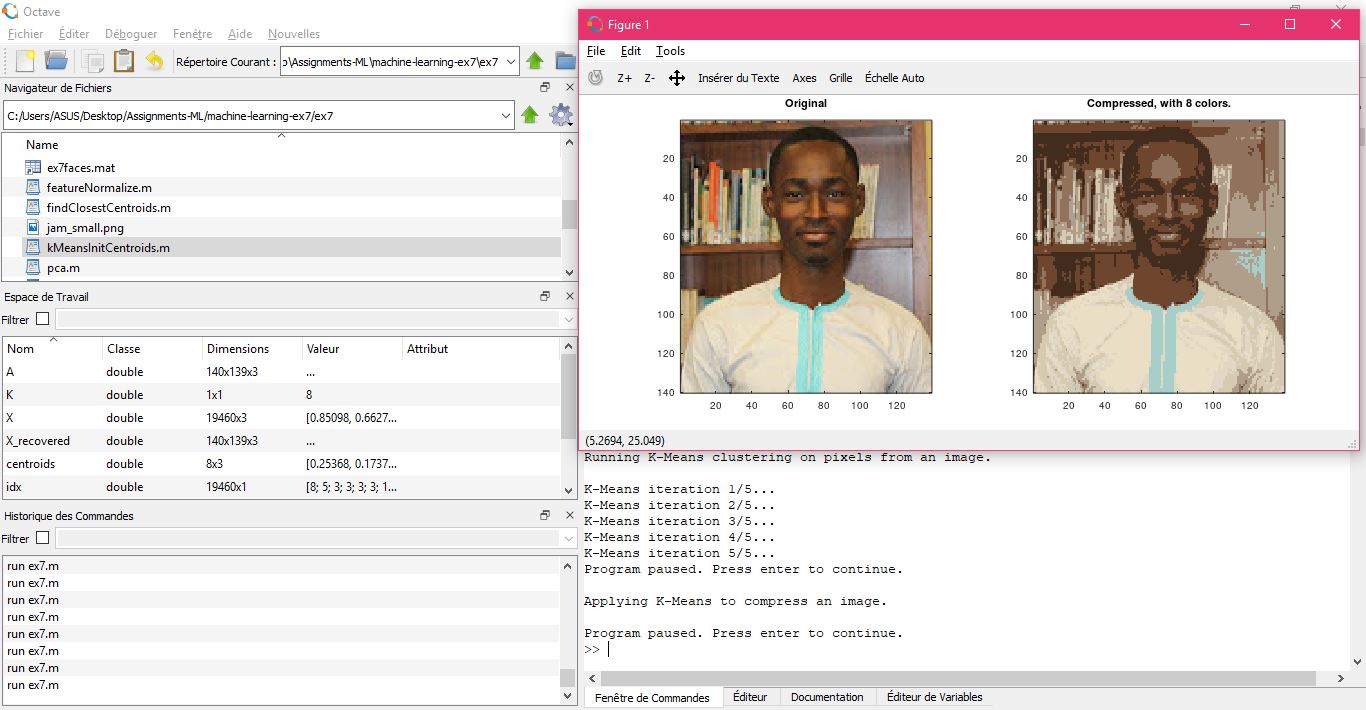 Octave
Fichier Éditer Déboguer Fenêtre Aide Nouvelles
Répertoire Courant : ɔ\Assignments-ML\machine-learning-ex7\ex7
Navigateur de Fichiers
C:/Users/ASUS/Desktop/Assignments-ML/machine-learning-ex7/ex7
Name
ex7faces.mat
featureNormalize.m
findClosestCentroids.m
jam_small.png
kMeansInitCentroids.m
pca.m
Espace de Travail
Filtrer
Nom Classe Dimensions Valeur Attribut
A double 140x139x3 ...
K double 1x1 8
X double 19460x3 [0.85098, 0.6627...
X_recovered double 140x139x3 ...
centroids double 8x3 [0.25368, 0.1737...
idx double 19460x1 [8; 5; 3; 3; 3; 3; 1...
Historique des Commandes
Filtrer
run ex7.m
run ex7.m
run ex7.m
run ex7.m
run ex7.m
run ex7.m
run ex7.m
run ex7.m
Figure 1
File Edit Tools
Z+ Z- Insérer du Texte Axes Grille Échelle Auto
Original
20
40
60
80
100
120
140
20 40 60 80 100 120
Compressed, with 8 colors.
20
40
60
80
100
120
140
20 40 60 80 100 120
(5.2694, 25.049)
Running K-Means clustering on pixels from an image.
K-Means iteration 1/5...
K-Means iteration 2/5...
K-Means iteration 3/5...
K-Means iteration 4/5...
K-Means iteration 5/5...
Program paused. Press enter to continue.
Applying K-Means to compress an image.
Program paused. Press enter to continue.
>>
Fenêtre de Commandes Éditeur Documentation Éditeur de Variables